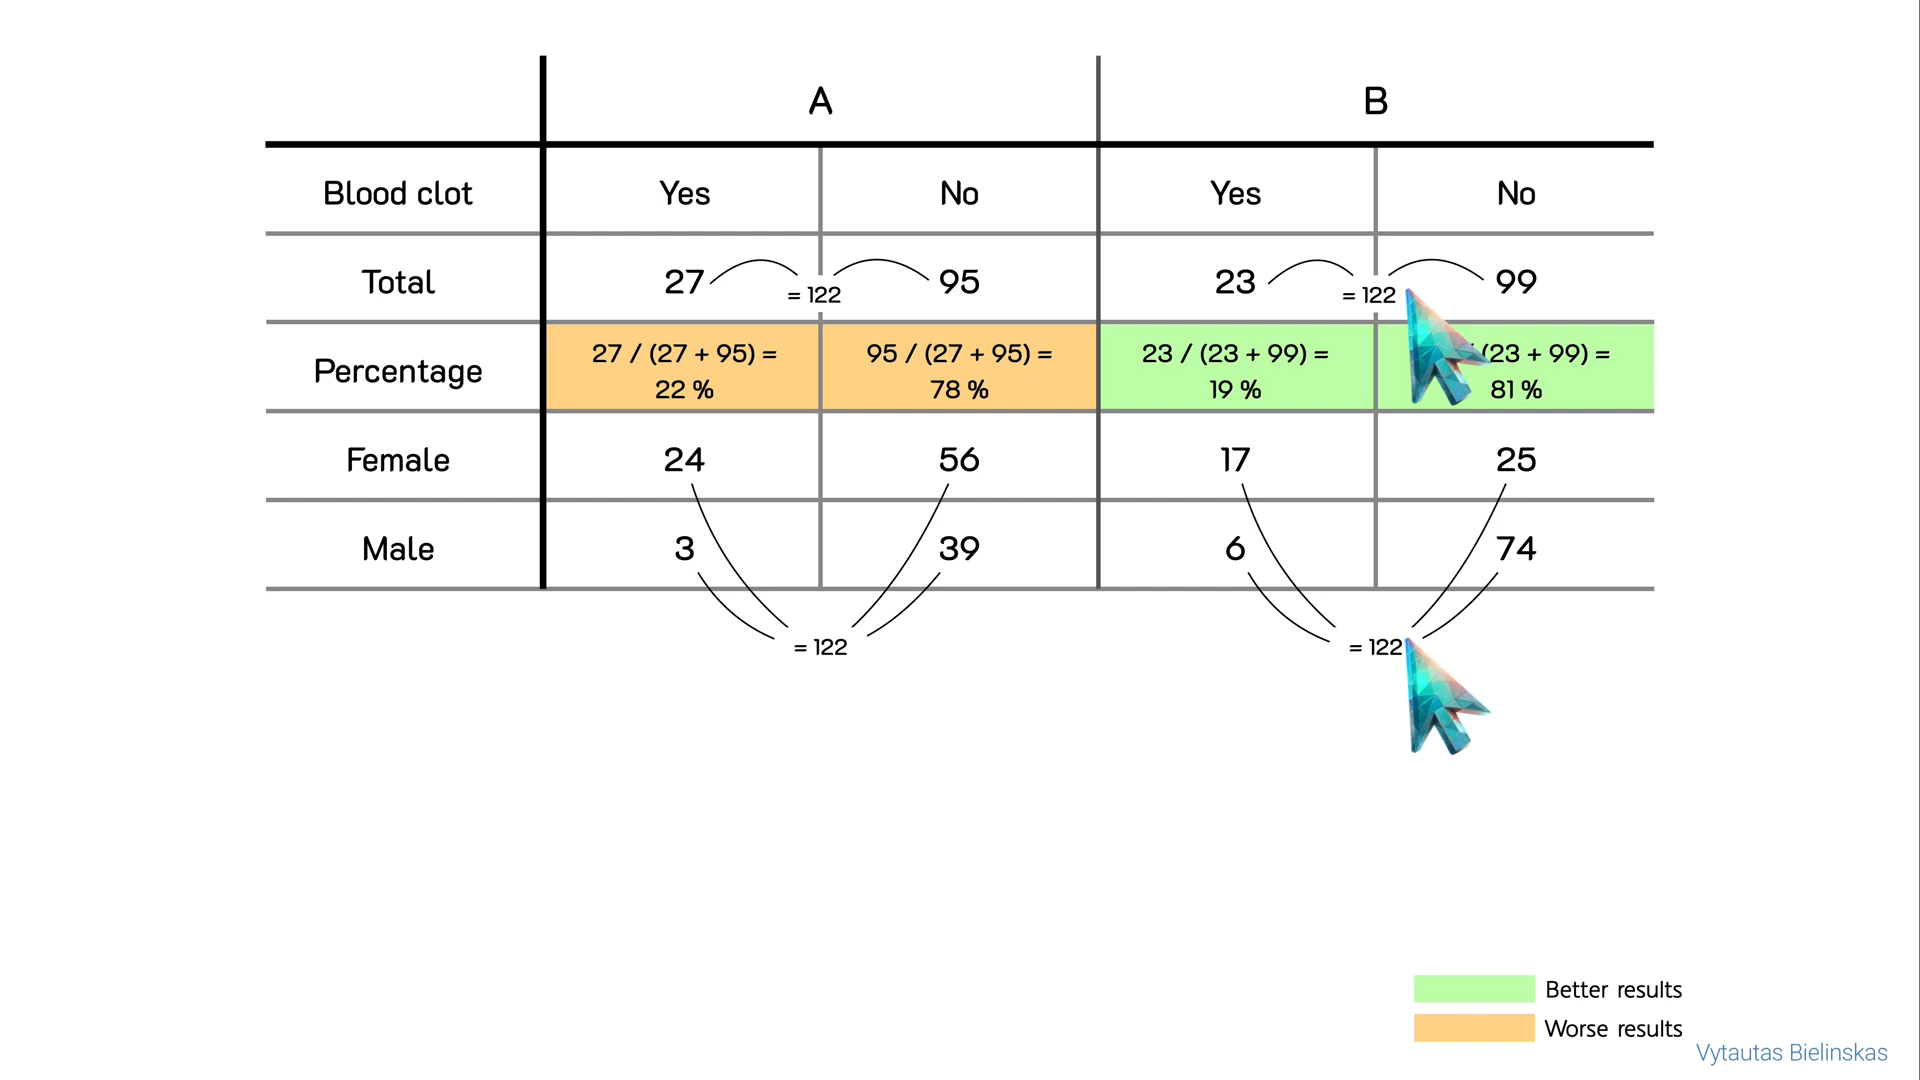 A B
Blood clot Yes No Yes No
Total 27 = 122 95 23 = 122 99
Percentage
27 / (27 + 95) =
22 %
95 / (27 + 95) =
78 %
23 / (23 + 99) =
19 %
(23 + 99) =
81 %
Female 24 56 17 25
Male 3 39 6 74
= 122 = 122
Better results
Worse results
Vytautas Bielinskas